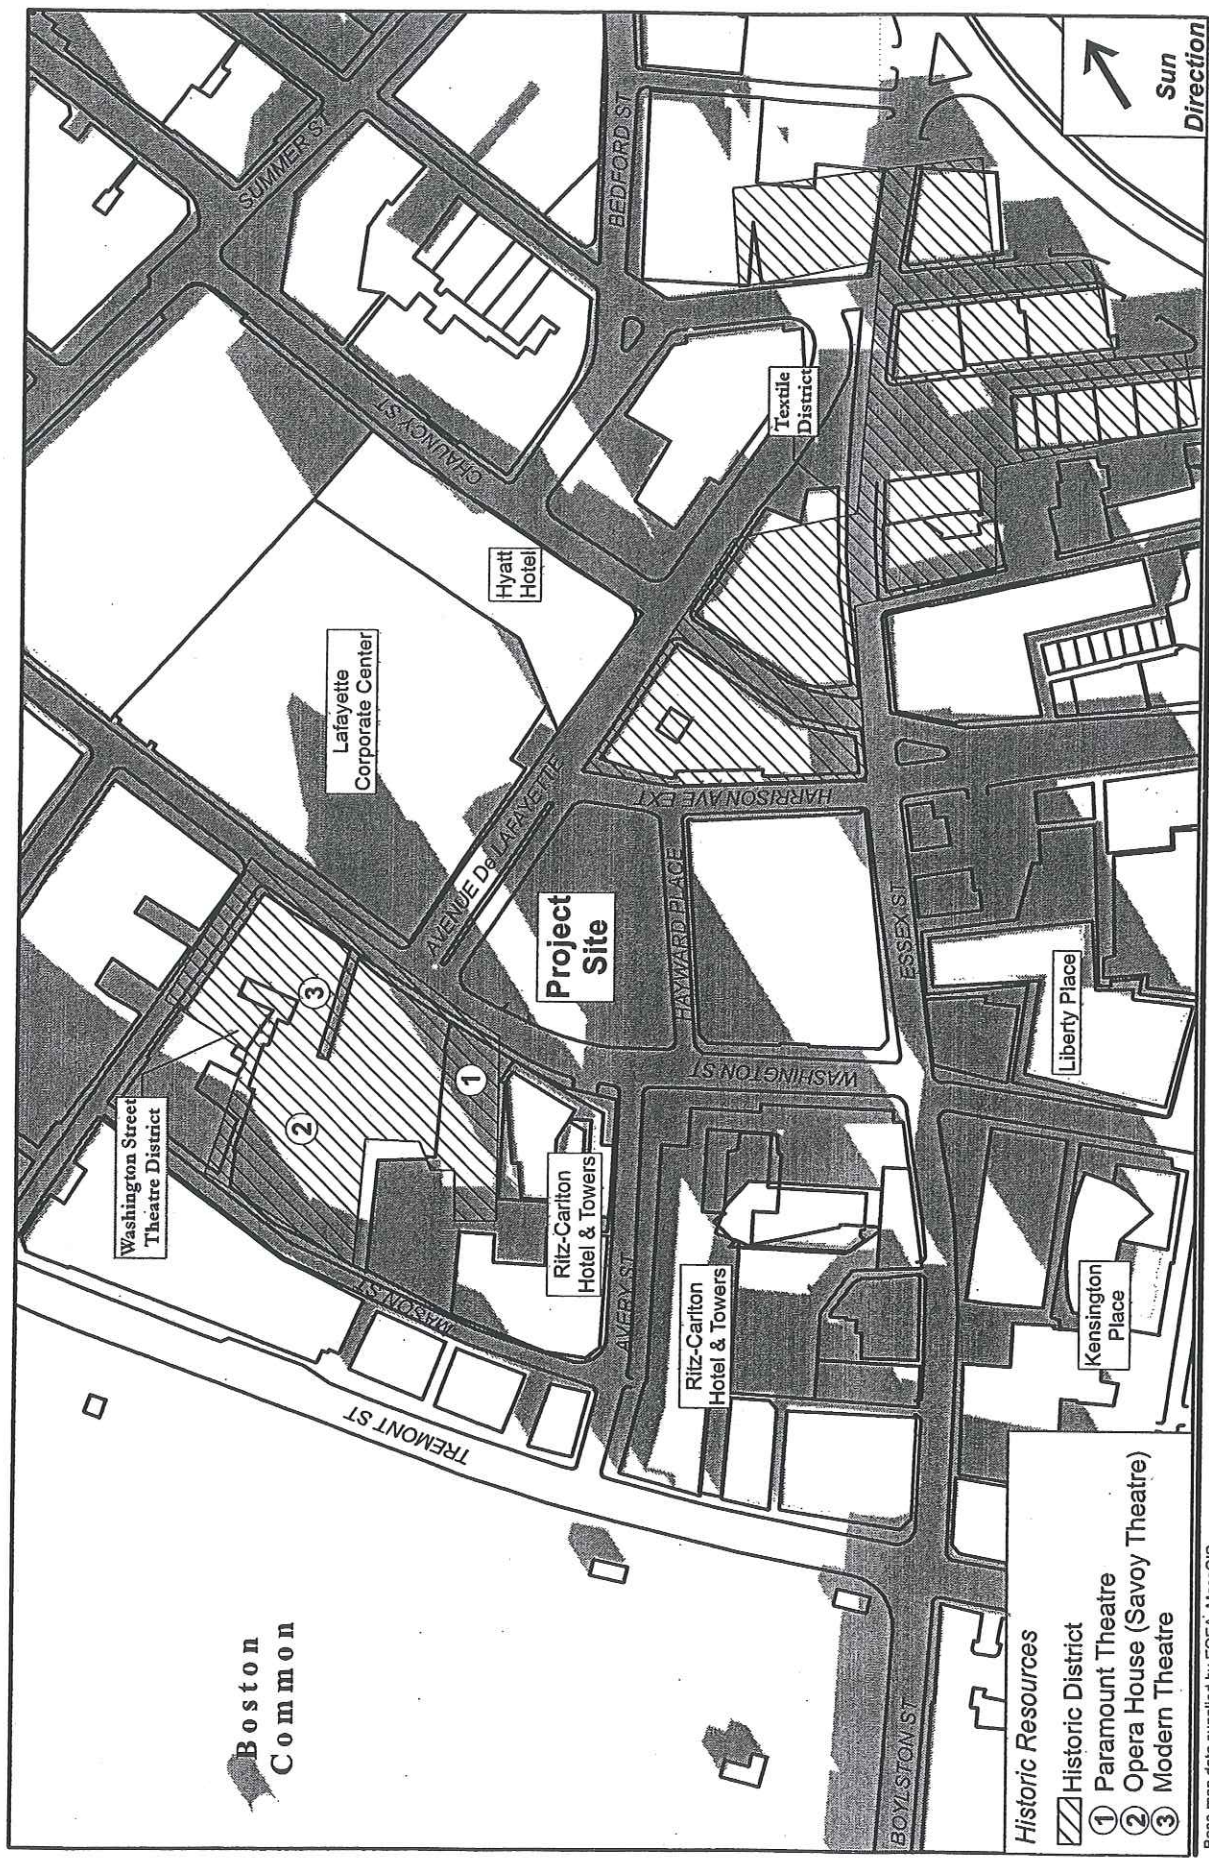 Boston
Common
TREMONT ST
BOYLSTON ST
MASON ST
AVERY ST
Washington Street
Theatre District
2
3
1
Ritz-Carlton
Hotel & Towers
Ritz-Carlton
Hotel & Towers
Kensington
Place
Liberty Place
WASHINGTON ST
ESSEX ST
HAYWARD PLACE
HARRISON AVE EXT
Project
Site
AVENUE De LAFAYETTE
Lafayette
Corporate Center
Hyatt
Hotel
CHAUNCY ST
SUMMER ST
BEDFORD ST
Textile
District
Sun
Direction
Historic Resources
Historic District
1 Paramount Theatre
2 Opera House (Savoy Theatre)
3 Modern Theatre